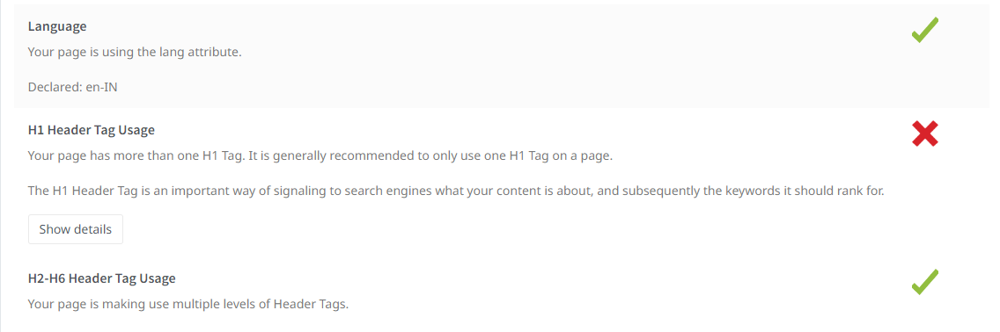 Language
Your page is using the lang attribute.
Declared: en-IN
H1 Header Tag Usage
Your page has more than one H1 Tag. It is generally recommended to only use one H1 Tag on a page.
The H1 Header Tag is an important way of signaling to search engines what your content is about, and subsequently the keywords it should rank for.
Show details
H2-H6 Header Tag Usage
Your page is making use multiple levels of Header Tags.